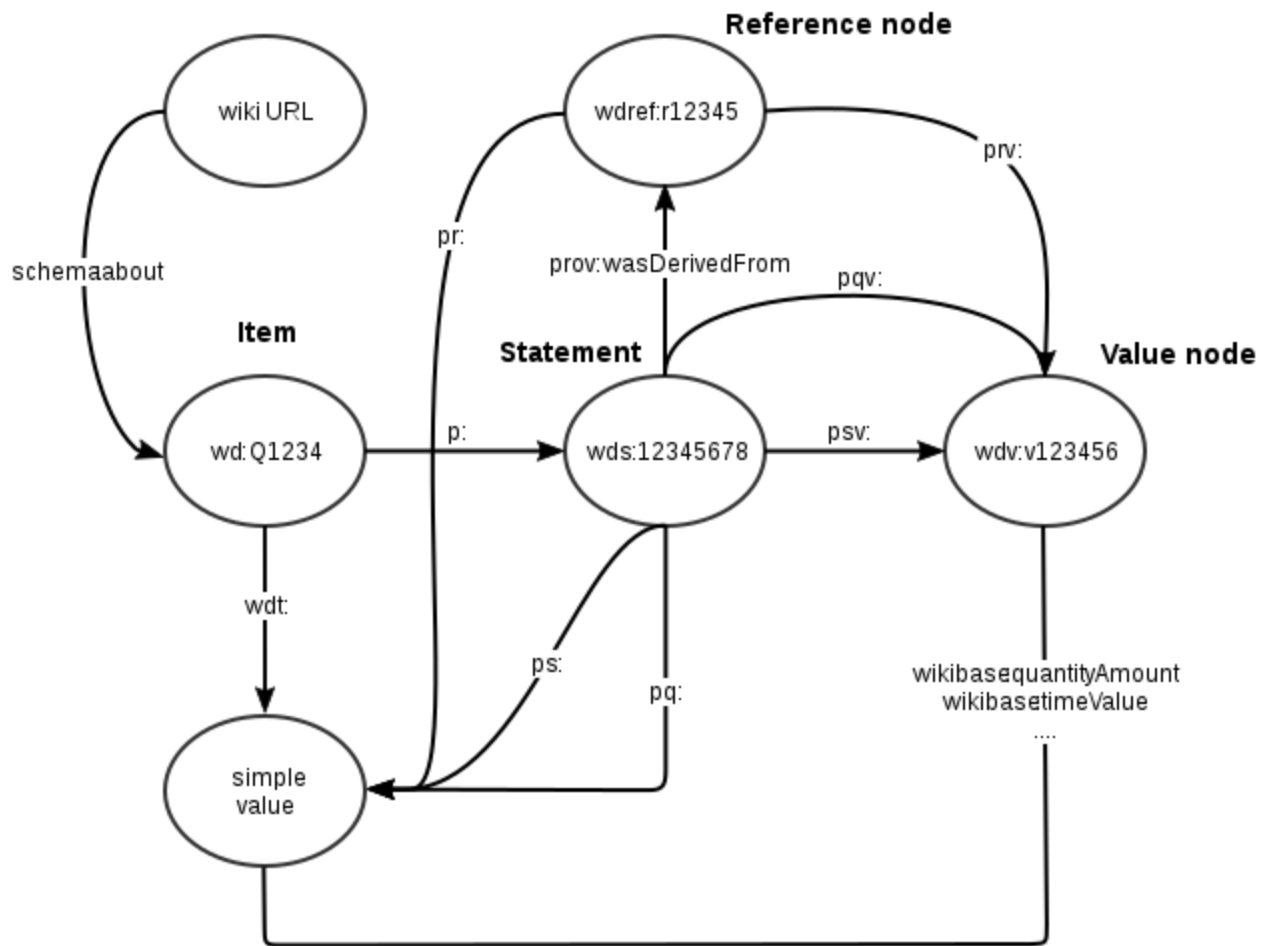 Reference node
wiki URL
wdref:r12345
prv:
pr:
prov:wasDerivedFrom
schemaabout
pqv:
Item
Statement
Value node
wd:Q1234
p:
wds:12345678
psv:
wdv:v123456
wdt:
ps:
pq:
wikibasequantityAmount
wikibasetimeValue
....
simple
value